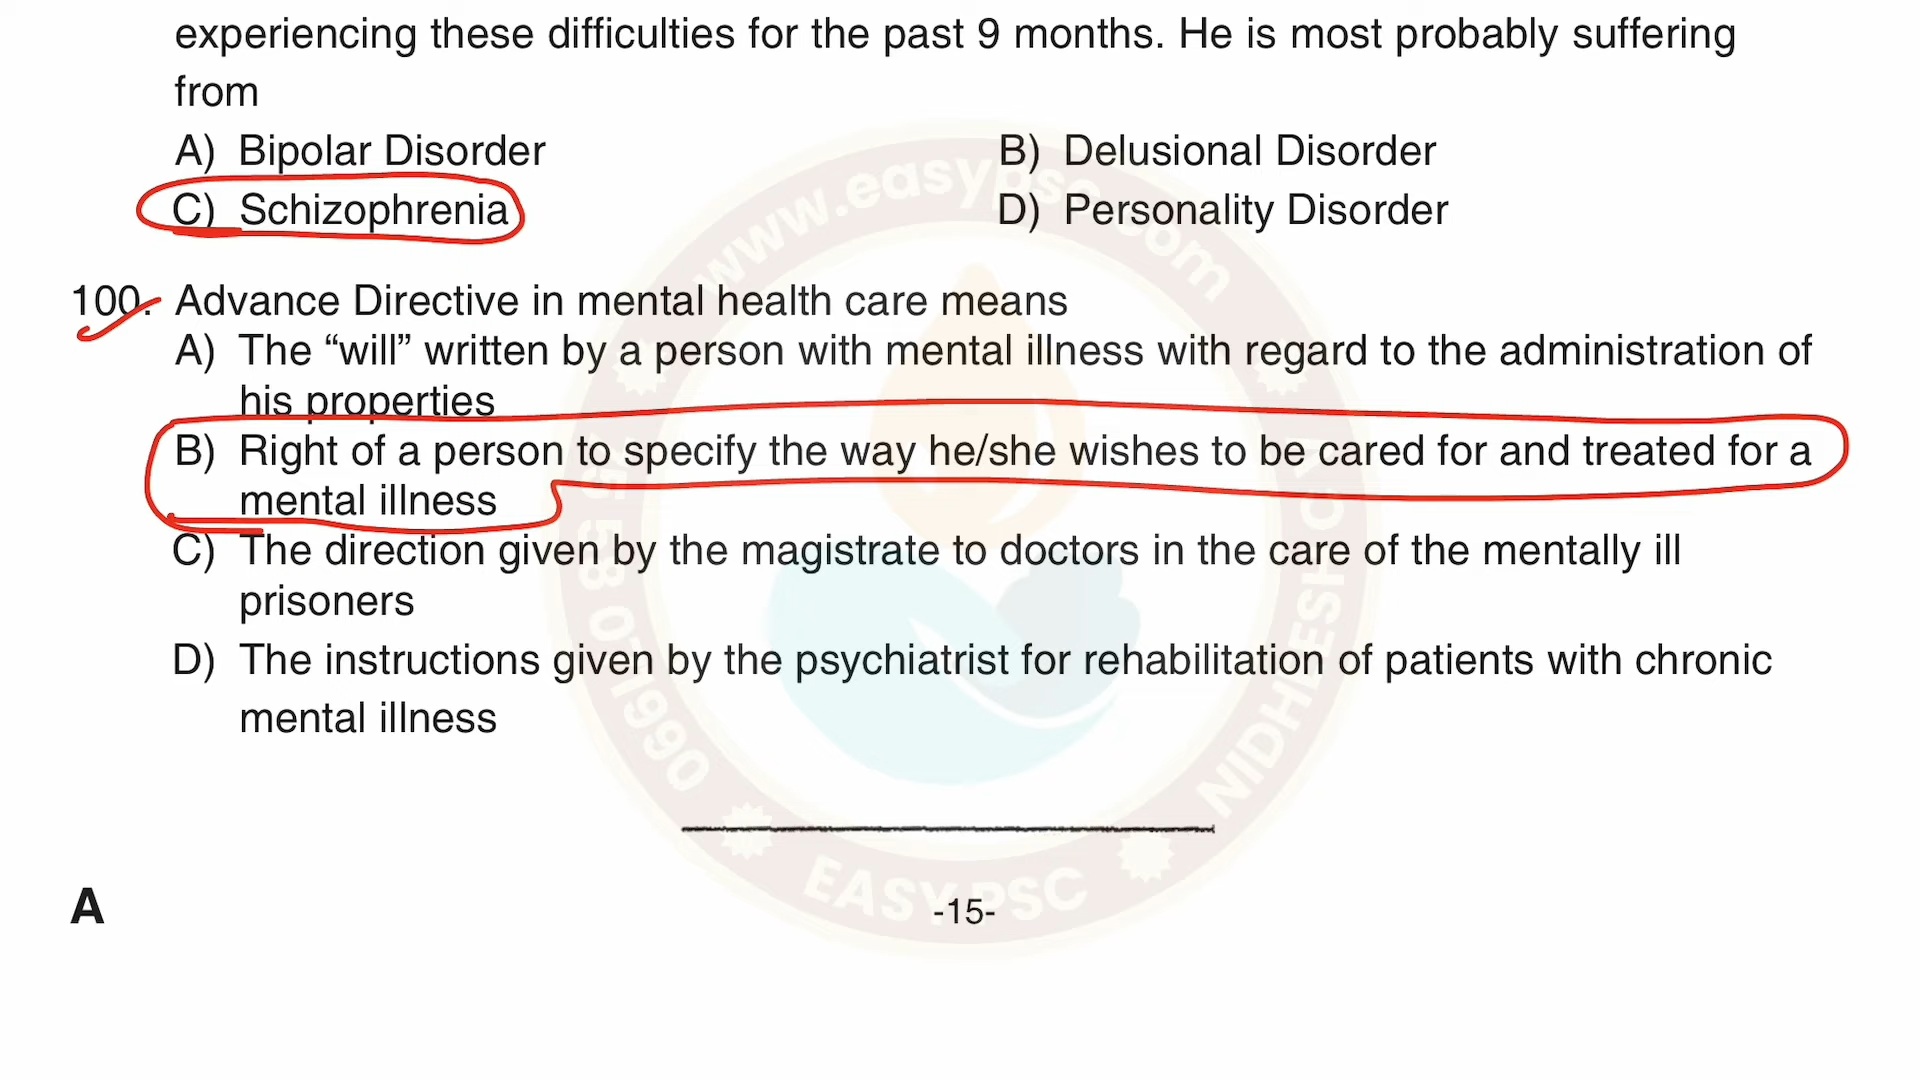 experiencing these difficulties for the past 9 months. He is most probably suffering
from
A) Bipolar Disorder
B) Delusional Disorder
C) Schizophrenia
D) Personality Disorder
100. Advance Directive in mental health care means
A) The “will” written by a person with mental illness with regard to the administration of
his properties
B) Right of a person to specify the way he/she wishes to be cared for and treated for a
mental illness
C) The direction given by the magistrate to doctors in the care of the mentally ill
prisoners
D) The instructions given by the psychiatrist for rehabilitation of patients with chronic
mental illness
A
-15-
www.easypsc.com
EASY PSC